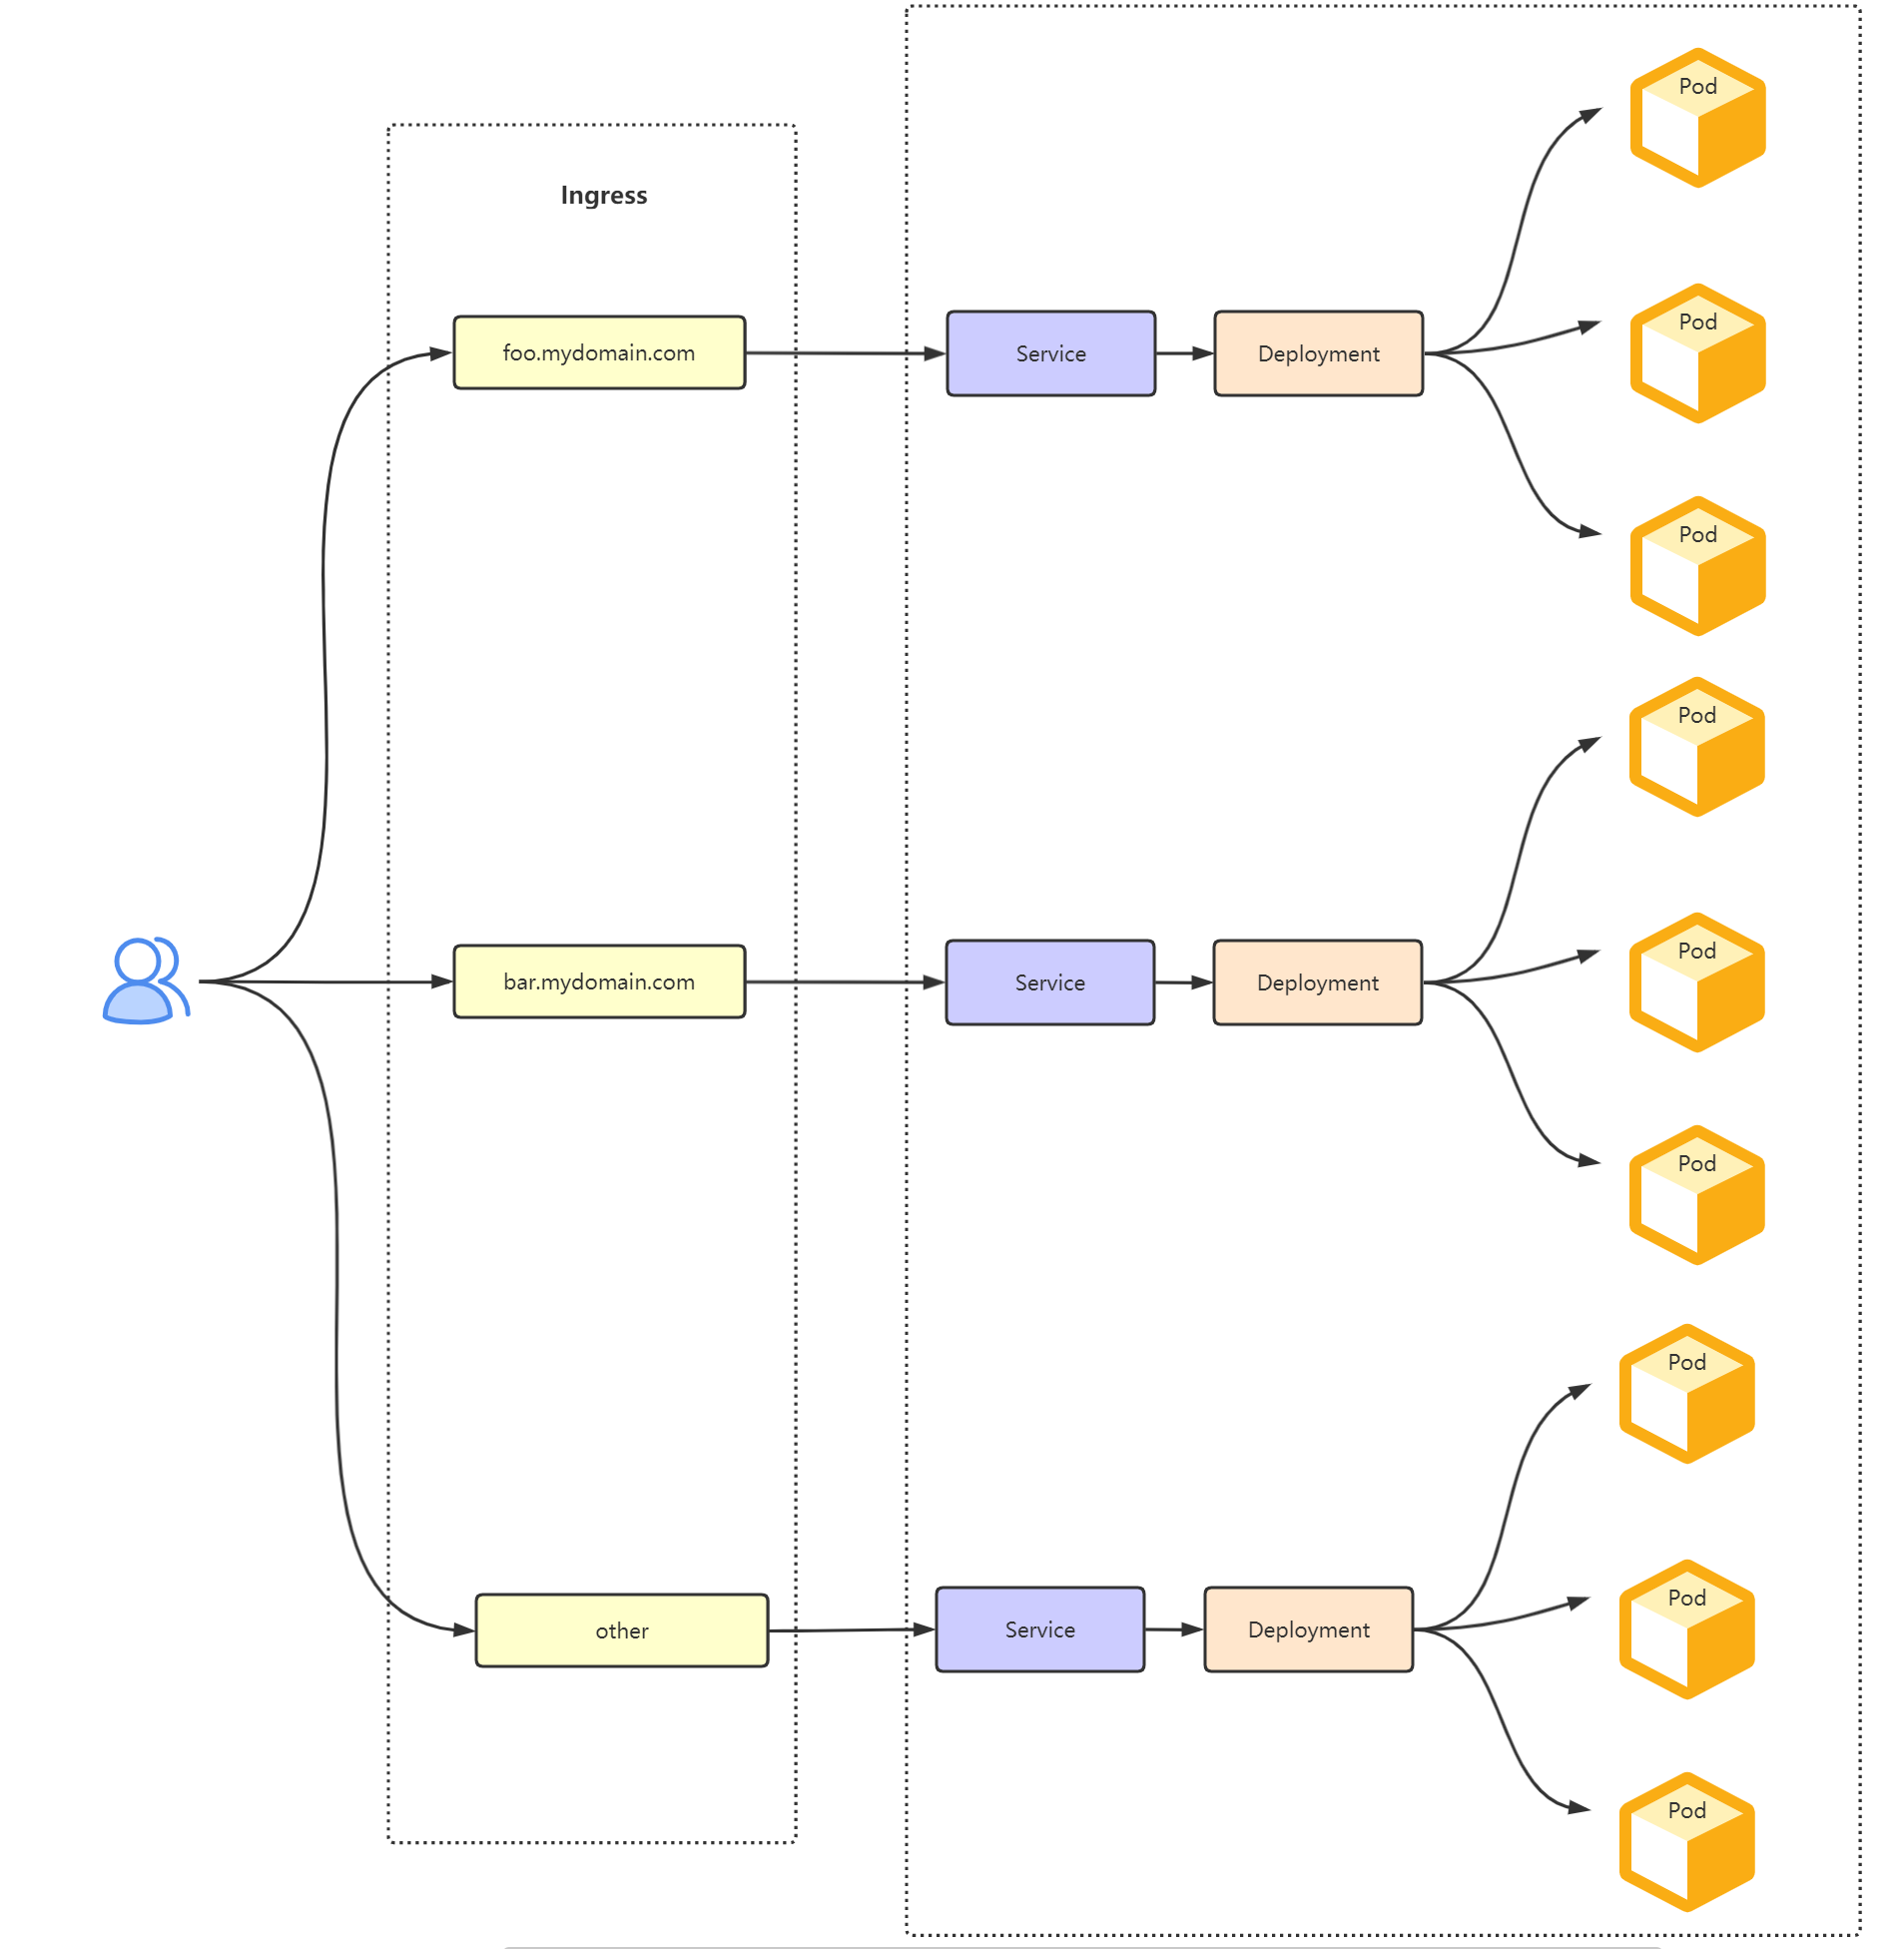 Ingress
foo.mydomain.com
Service
Deployment
Pod
Pod
Pod
bar.mydomain.com
Service
Deployment
Pod
Pod
Pod
other
Service
Deployment
Pod
Pod
Pod